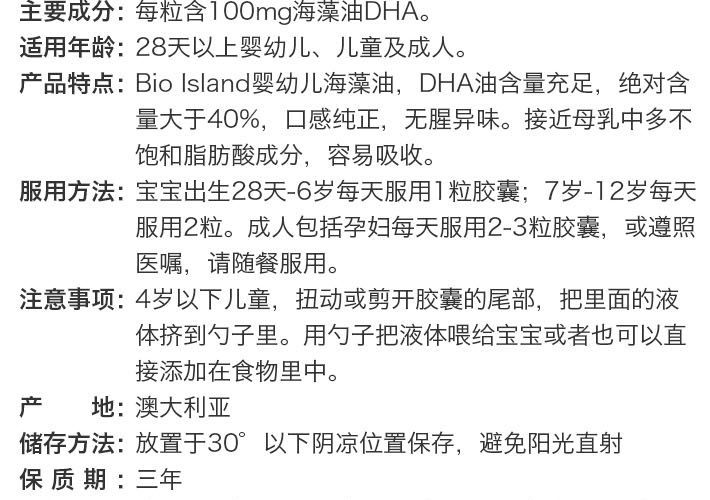 主要成分：每粒含100mg海藻油DHA。
适用年龄：28天以上婴幼儿、儿童及成人。
产品特点：Bio Island婴幼儿海藻油，DHA油含量充足，绝对含
量大于40%，口感纯正，无腥异味。接近母乳中多不
饱和脂肪酸成分，容易吸收。
服用方法：宝宝出生28天-6岁每天服用1粒胶囊；7岁-12岁每天
服用2粒。成人包括孕妇每天服用2-3粒胶囊，或遵照
医嘱，请随餐服用。
注意事项：4岁以下儿童，扭动或剪开胶囊的尾部，把里面的液
体挤到勺子里。用勺子把液体喂给宝宝或者也可以直
接添加在食物里中。
产地：澳大利亚
储存方法：放置于30°以下阴凉位置保存，避免阳光直射
保质期：三年